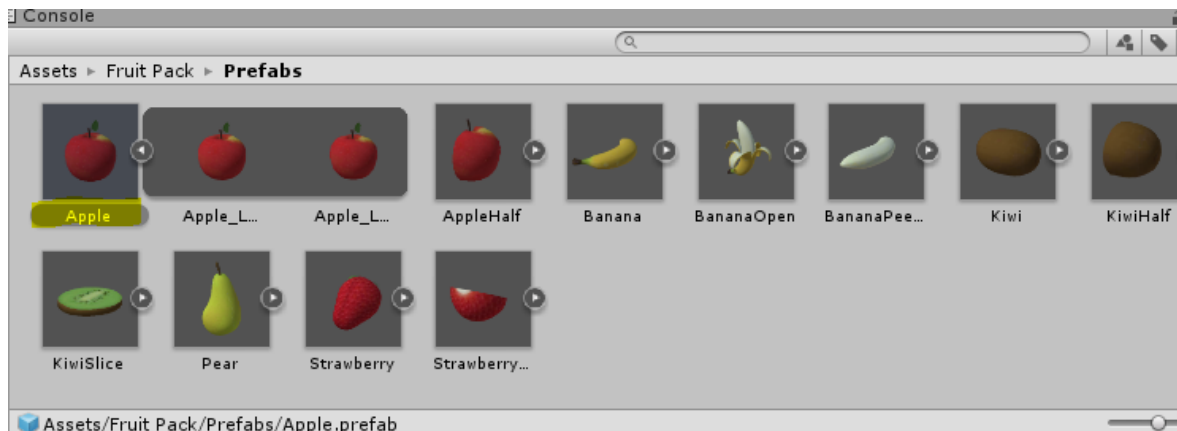 Console
Assets ▸ Fruit Pack ▸ Prefabs
Apple Apple_L... Apple_L... AppleHalf Banana BananaOpen BananaPee... Kiwi KiwiHalf
KiwiSlice Pear Strawberry Strawberry...
Assets/Fruit Pack/Prefabs/Apple.prefab